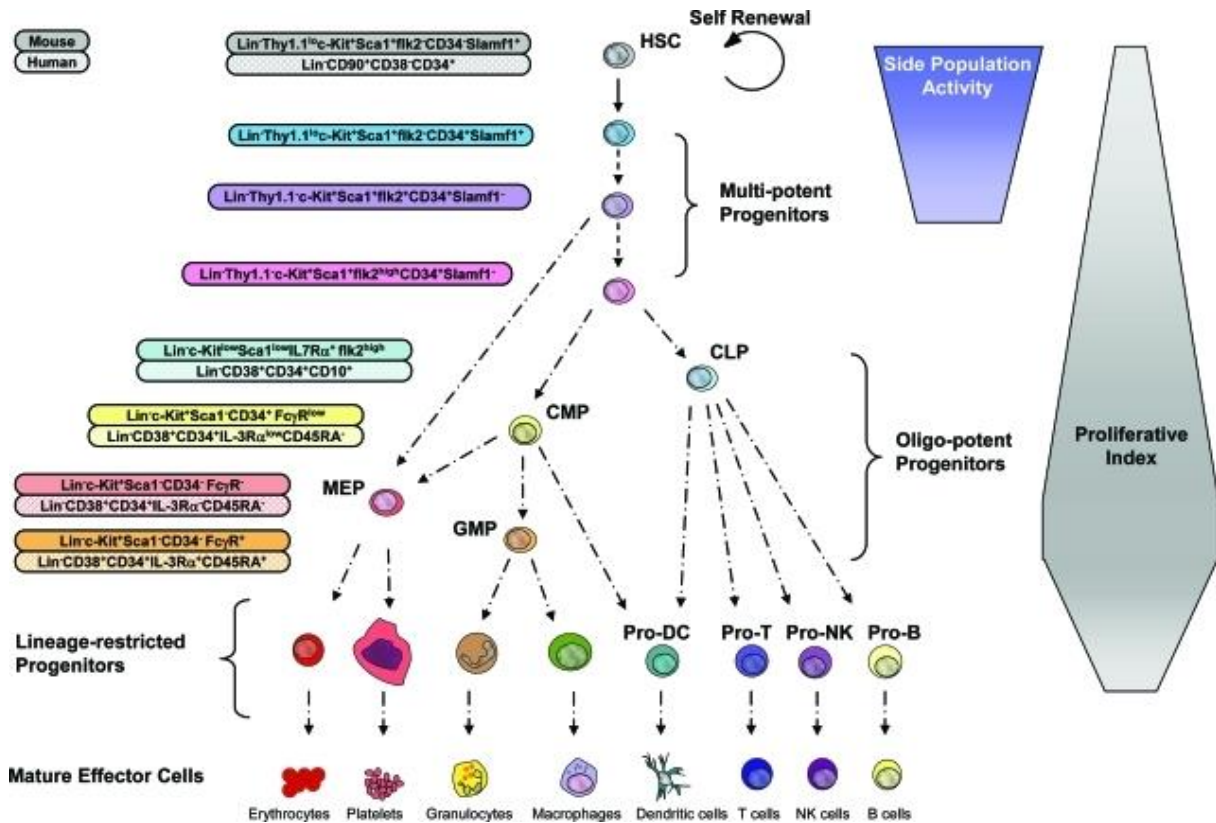 Self Renewal
Mouse
Human
Lin⁻Thy1.1ˡᵒc-Kit⁺Sca1⁺flk2⁻CD34⁻Slamf1⁺
Lin⁻CD90⁺CD38⁻CD34⁺
HSC
Side Population
Activity
Lin⁻Thy1.1ˡᵒc-Kit⁺Sca1⁺flk2⁻CD34⁺Slamf1⁺
Lin⁻Thy1.1⁻c-Kit⁺Sca1⁺flk2⁺CD34⁺Slamf1⁻
Multi-potent
Progenitors
Lin⁻Thy1.1⁻c-Kit⁺Sca1⁺flk2ʰⁱᵍʰCD34⁺Slamf1⁻
Lin⁻c-KitˡᵒʷSca1ˡᵒʷIL7Rα⁺ flk2ʰⁱᵍʰ
Lin⁻CD38⁺CD34⁺CD10⁺
CLP
Lin⁻c-Kit⁺Sca1⁻CD34⁺ FcγRˡᵒʷ
Lin⁻CD38⁺CD34⁺IL-3RαˡᵒʷCD45RA⁻
CMP
Oligo-potent
Progenitors
Proliferative
Index
Lin⁻c-Kit⁺Sca1⁻CD34⁻ FcγR⁻
Lin⁻CD38⁺CD34⁺IL-3Rα⁻CD45RA⁻
MEP
Lin⁻c-Kit⁺Sca1⁻CD34⁻ FcγR⁺
Lin⁻CD38⁺CD34⁺IL-3Rα⁺CD45RA⁺
GMP
Lineage-restricted
Progenitors
Pro-DC Pro-T Pro-NK Pro-B
Mature Effector Cells
Erythrocytes Platelets Granulocytes Macrophages Dendritic cells T cells NK cells B cells